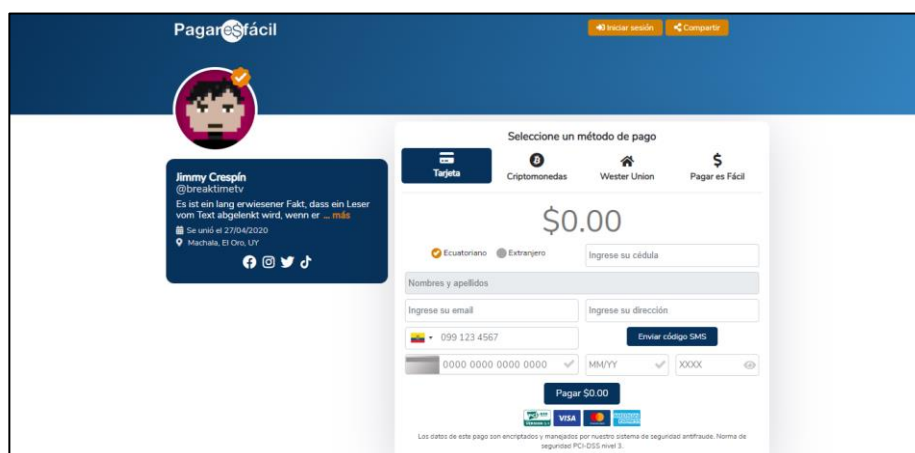 Pagar es fácil
Iniciar sesión
Compartir
Jimmy Crespín
@breaktimetv
Es ist ein lang erwiesener Fakt, dass ein Leser
vom Text abgelenkt wird, wenn er ... más
Se unió el 27/04/2020
Machala, El Oro, UY
Seleccione un método de pago
Tarjeta
Criptomonedas
Wester Union
Pagar es Fácil
$0.00
Ecuatoriano
Extranjero
Ingrese su cédula
Nombres y apellidos
Ingrese su email
Ingrese su dirección
099 123 4567
Enviar código SMS
0000 0000 0000 0000
MM/YY
XXXX
Pagar $0.00
VISA
Los datos de este pago son encriptados y manejados por nuestro sistema de seguridad antifraude. Norma de
seguridad PCI-DSS nivel 3.